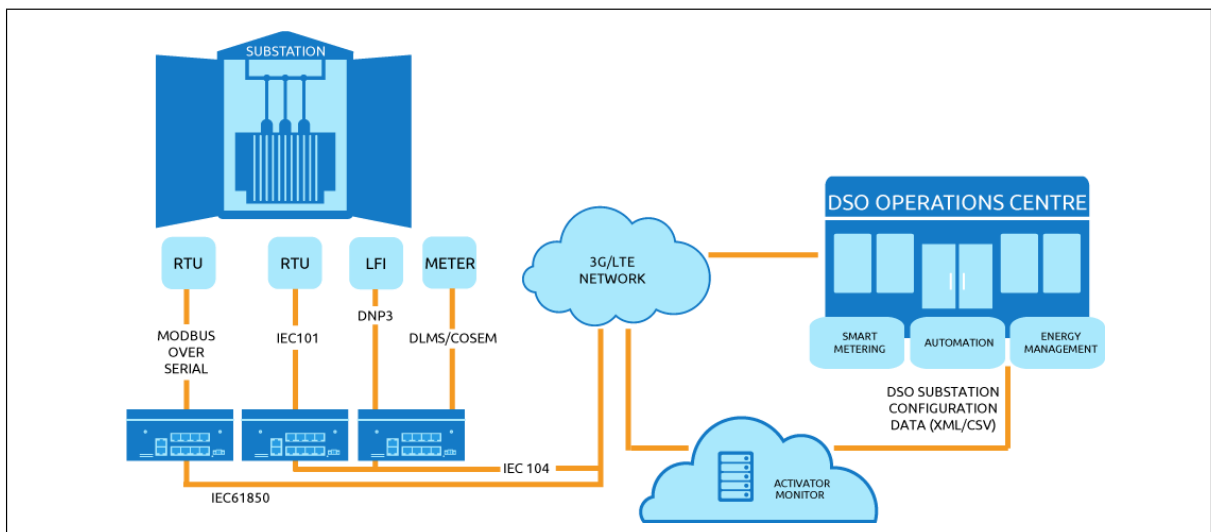 SUBSTATION
DSO OPERATIONS CENTRE
RTU
RTU
LFI
METER
3G/LTE
NETWORK
MODBUS
OVER
SERIAL
IEC101
DNP3
DLMS/COSEM
SMART
METERING
AUTOMATION
ENERGY
MANAGEMENT
DSO SUBSTATION
CONFIGURATION
DATA (XML/CSV)
IEC 104
IEC61850
ACTIVATOR
MONITOR